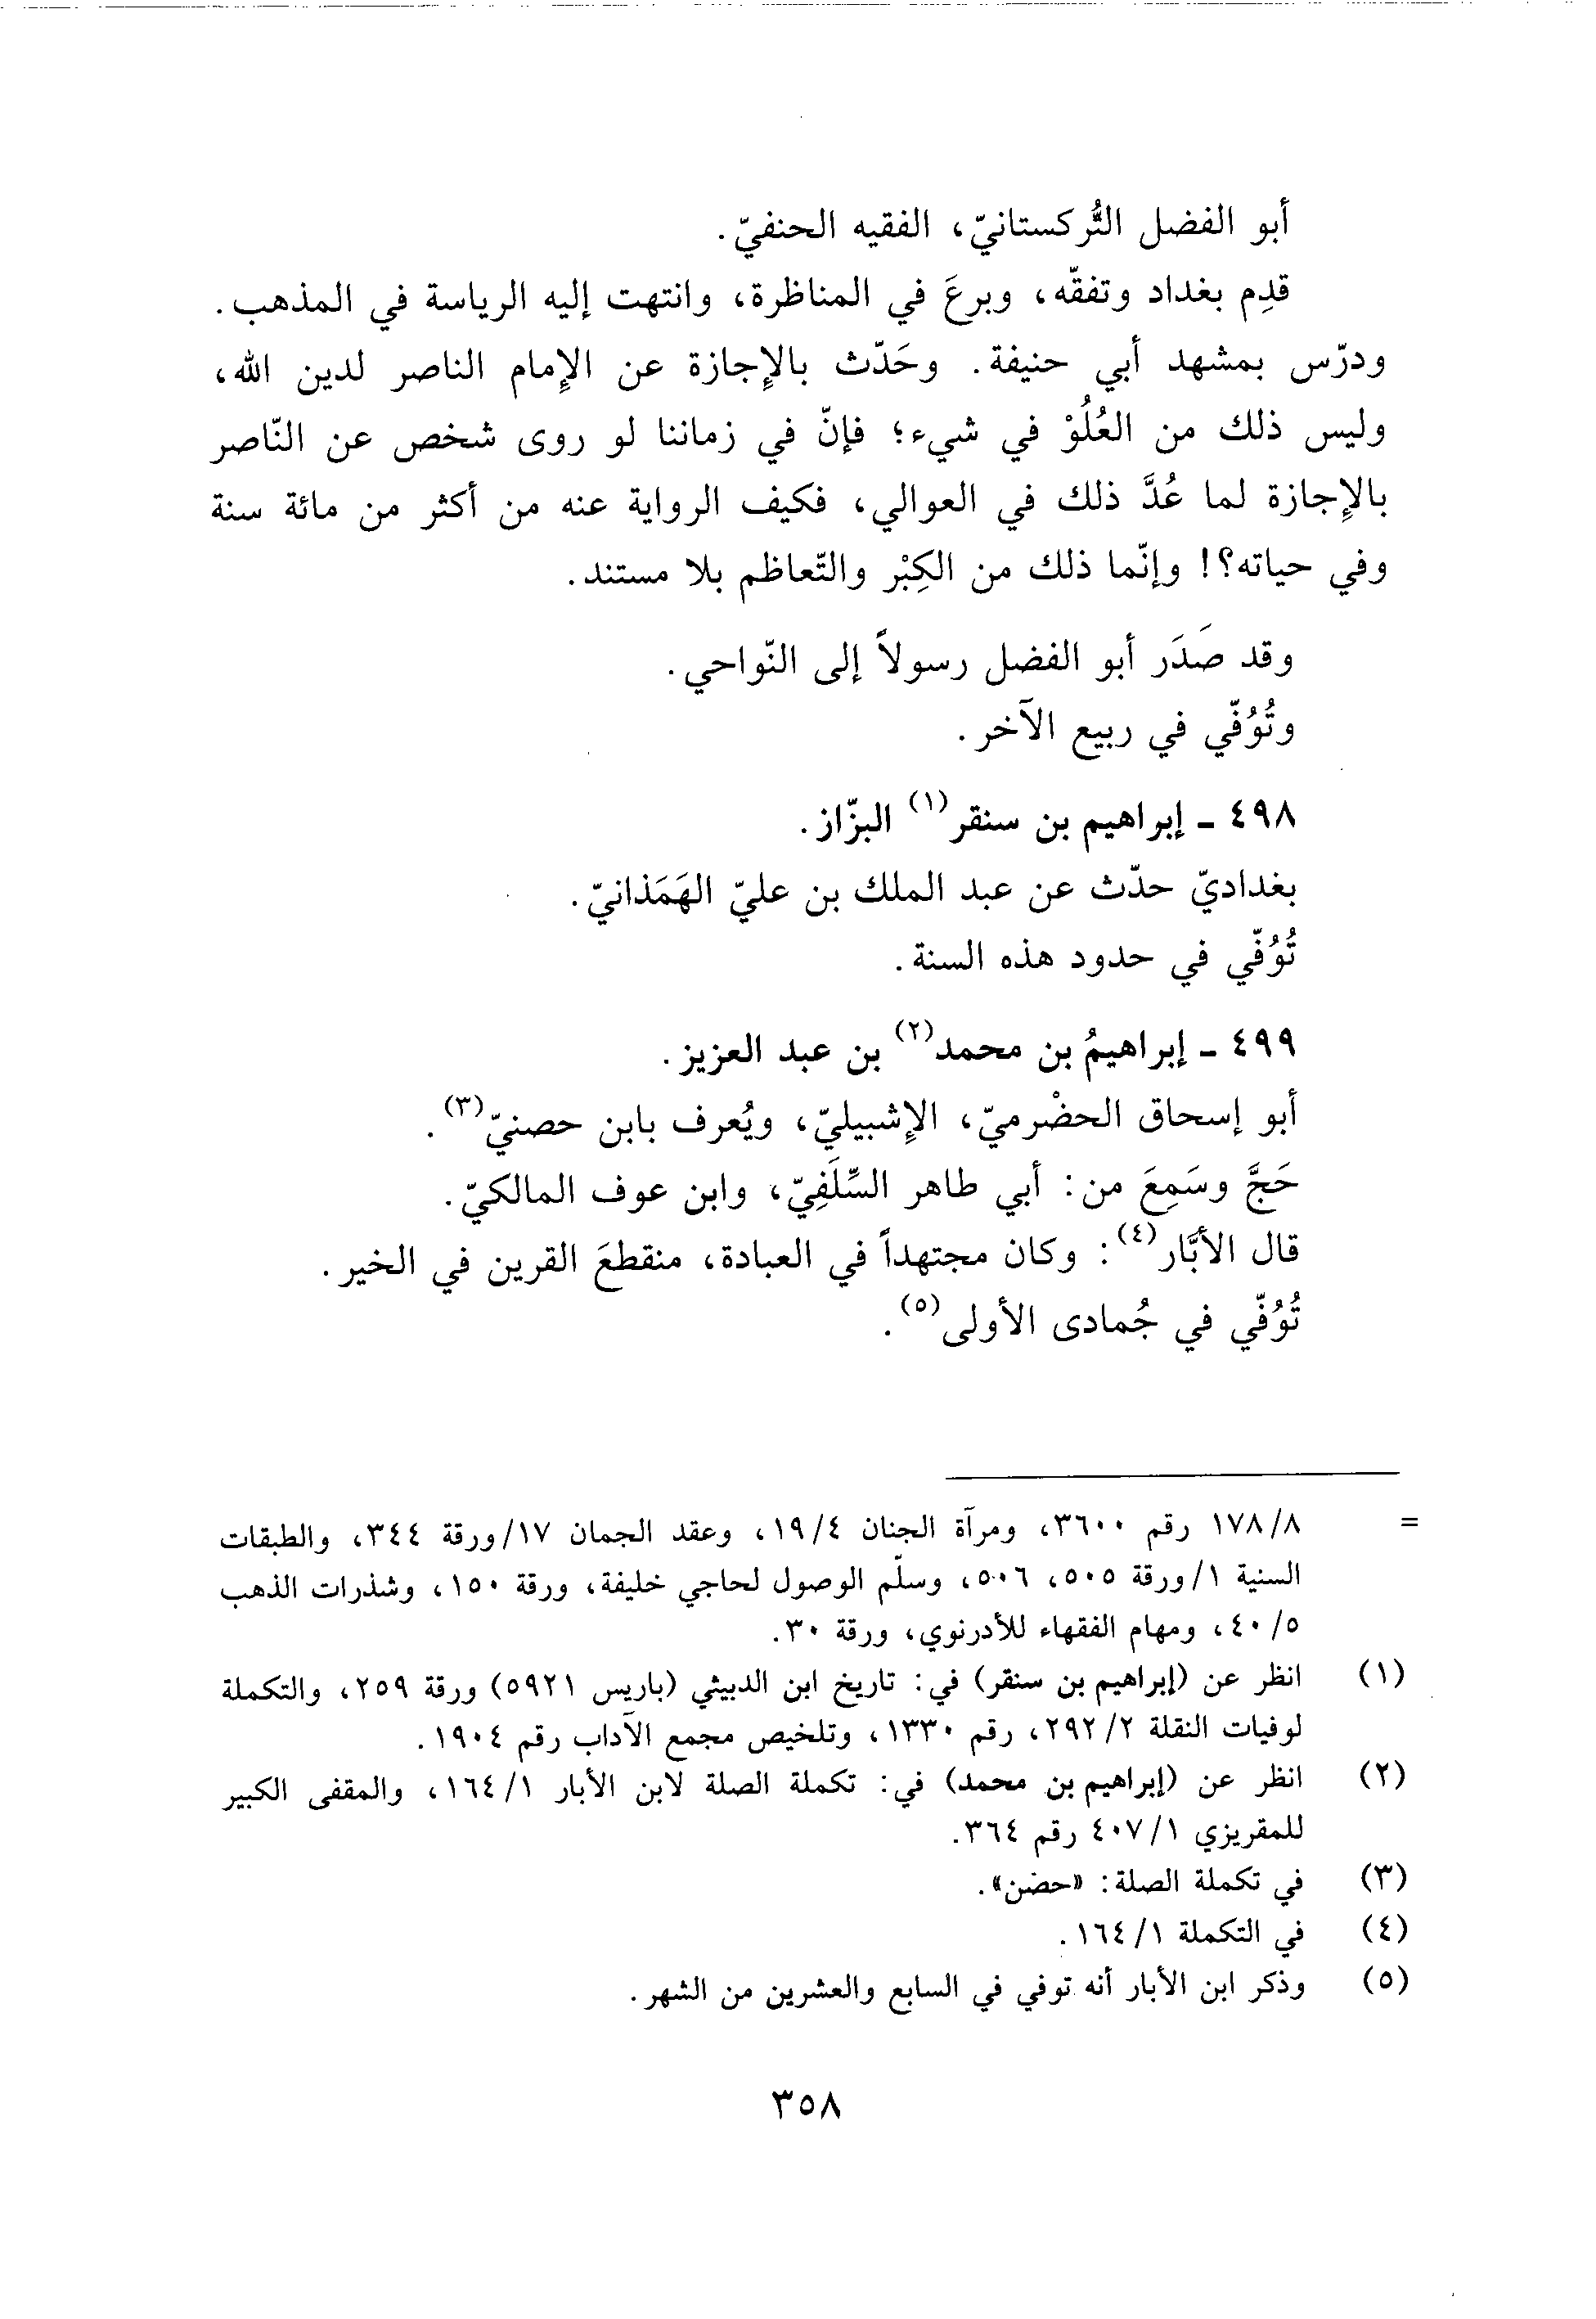 أبو الفضل التُّركستانيّ، الفقيه الحنفيّ.
قدِم بغداد وتفقّه، وبرعَ في المناظرة، وانتهت إليه الرياسة في المذهب.
ودرّس بمشهد أبي حنيفة. وحَدّث بالإجازة عن الإمام الناصر لدين الله،
وليس ذلك من العُلُوْ في شيء؛ فإنّ في زماننا لو روى شخص عن النّاصر
بالإجازة لما عُدَّ ذلك في العوالي، فكيف الرواية عنه من أكثر من مائة سنة
وفي حياته؟! وإنّما ذلك من الكِبْر والتّعاظم بلا مستند.
وقد صَدَر أبو الفضل رسولاً إلى النّواحي.
وتُوُفّي في ربيع الآخر.
٤٩٨ - إبراهيم بن سنقر(١) البزّاز.
بغداديّ حدّث عن عبد الملك بن عليّ الهَمَذانيّ.
تُوُفّي في حدود هذه السنة.
٤٩٩ - إبراهيمُ بن محمد(٢) بن عبد العزيز.
أبو إسحاق الحضْرميّ، الإشبيليّ، ويُعرف بابن حصنيّ(٣).
حَجَّ وسَمِعَ من: أبي طاهر السِّلَفِيّ، وابن عوف المالكيّ.
قال الأبَّار(٤): وكان مجتهداً في العبادة، منقطعَ القرين في الخير.
تُوُفّي في جُمادى الأولى(٥).
= ١٧٨/٨ رقم ٣٦٠٠، ومرآة الجنان ١٩/٤، وعقد الجمان ١٧/ورقة ٣٤٤، والطبقات
السنية ١/ورقة ٥٠٥، ٥٠٦، وسلّم الوصول لحاجي خليفة، ورقة ١٥٠، وشذرات الذهب
٤٠/٥، ومهام الفقهاء للأدرنوي، ورقة ٣٠.
(١) انظر عن (إبراهيم بن سنقر) في: تاريخ ابن الدبيثي (باريس ٥٩٢١) ورقة ٢٥٩، والتكملة
لوفيات النقلة ٢٩٢/٢، رقم ١٣٣٠، وتلخيص مجمع الآداب رقم ١٩٠٤.
(٢) انظر عن (إبراهيم بن محمد) في: تكملة الصلة لابن الأبار ١٦٤/١، والمقفى الكبير
للمقريزي ٤٠٧/١ رقم ٣٦٤.
(٣) في تكملة الصلة: «حضن».
(٤) في التكملة ١٦٤/١.
(٥) وذكر ابن الأبار أنه توفي في السابع والعشرين من الشهر.
٣٥٨